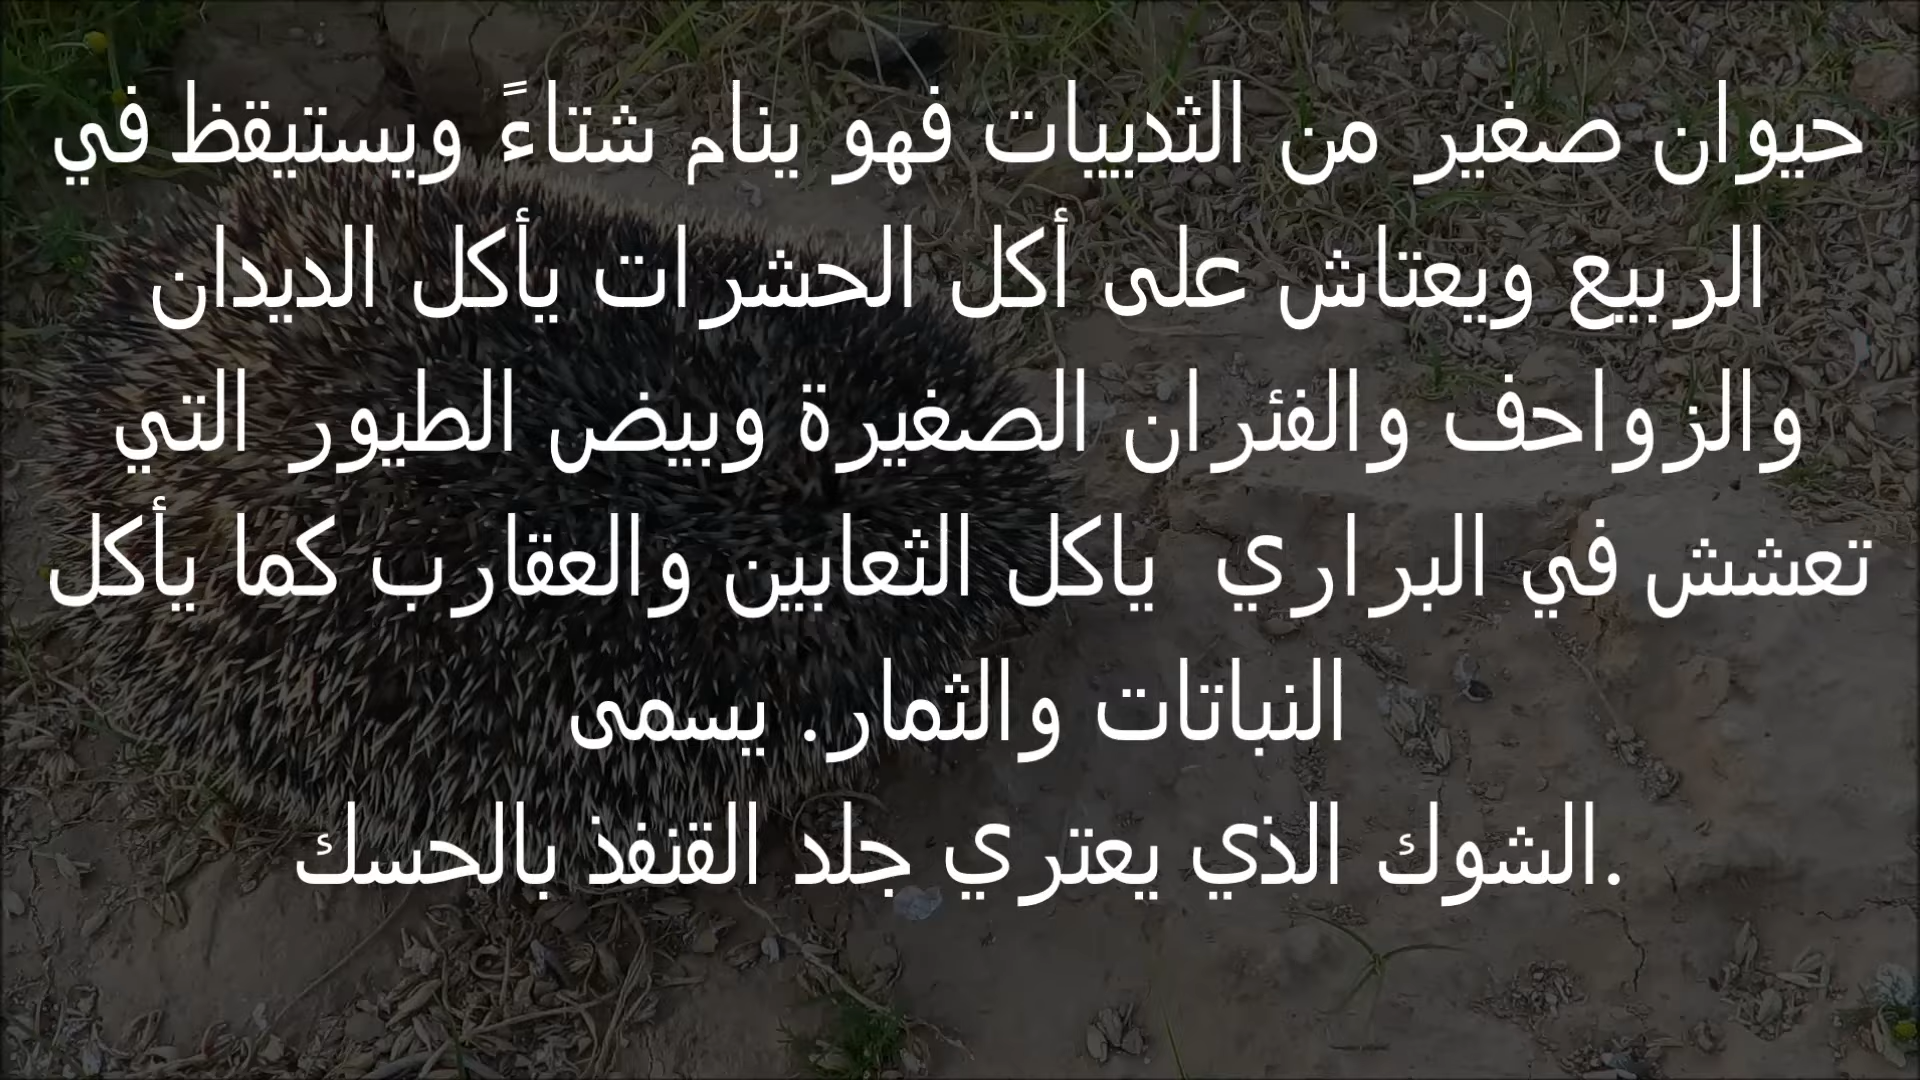 حيوان صغير من الثدييات فهو ينام شتاءً ويستيقظ في
الربيع ويعتاش على أكل الحشرات يأكل الديدان
والزواحف والفئران الصغيرة وبيض الطيور التي
تعشش في البراري  ياكل الثعابين والعقارب كما يأكل
النباتات والثمار. يسمى
الشوك الذي يعتري جلد القنفذ بالحسك.